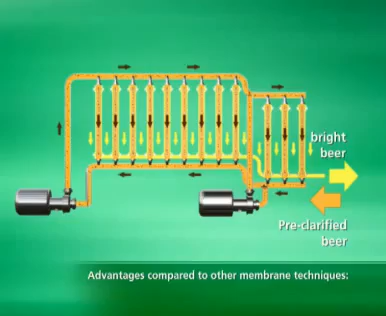 bright
beer
Pre-clarified
beer
Advantages compared to other membrane techniques: